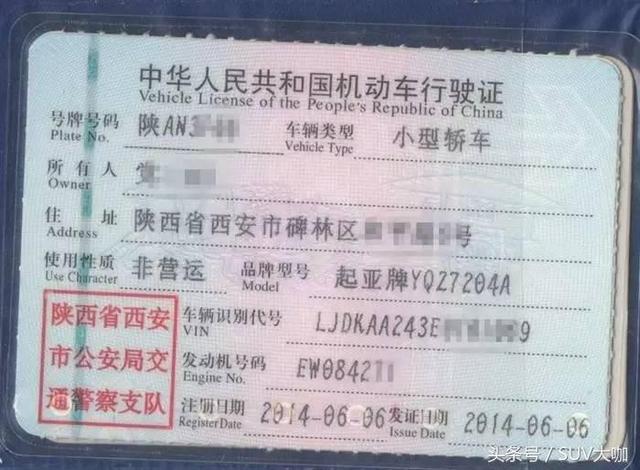 中华人民共和国机动车行驶证
Vehicle License of the People's Republic of China
号牌号码 陕AN3 车辆类型 小型轿车
Plate No. Vehicle Type
所有人 党
Owner
住址 陕西省西安市碑林区 号
Address
使用性质 非营运 品牌型号 起亚牌YQZ7204A
Use Character Model
陕西省西安
市公安局交
通警察支队
车辆识别代号 LJDKAA243E 9
VIN
发动机号码 EW08427
Engine No.
注册日期 2014-06-06 发证日期 2014-06-06
Register Date Issue Date
头条号 / SUV大咖